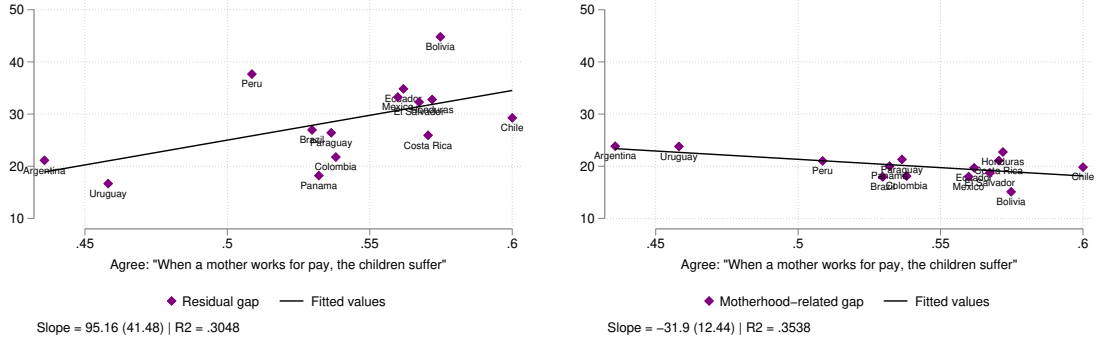 50
40
30
20
10
Bolivia
Peru
Ecuador
Mexico
Honduras
El Salvador
Chile
Brazil
Paraguay
Costa Rica
Colombia
Argentina
Panama
Uruguay
.45 .5 .55 .6
Agree: "When a mother works for pay, the children suffer"
Residual gap Fitted values
Slope = 95.16 (41.48) | R2 = .3048
50
40
30
20
10
Argentina
Uruguay
Honduras
Peru
Paraguay
Costa Rica
Panama
Ecuador
Chile
Brazil
Colombia
Mexico
El Salvador
Bolivia
.45 .5 .55 .6
Agree: "When a mother works for pay, the children suffer"
Motherhood−related gap Fitted values
Slope = −31.9 (12.44) | R2 = .3538